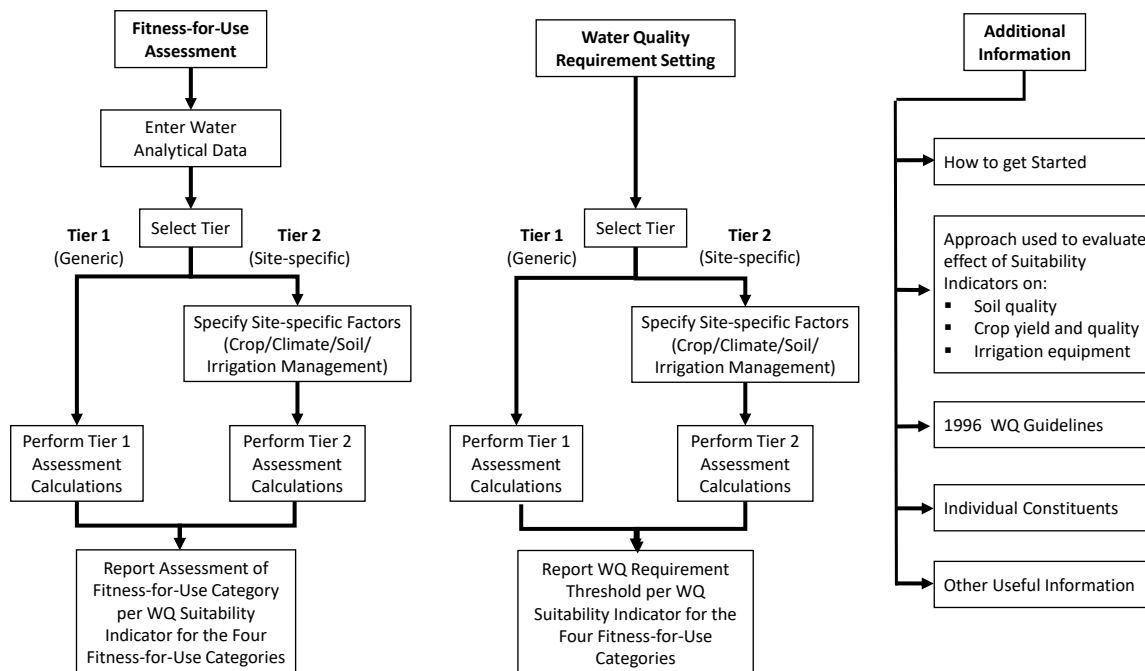 Fitness-for-Use
Assessment
Enter Water
Analytical Data
Select Tier
Tier 1
(Generic)
Tier 2
(Site-specific)
Specify Site-specific Factors
(Crop/Climate/Soil/
Irrigation Management)
Perform Tier 1
Assessment
Calculations
Perform Tier 2
Assessment
Calculations
Report Assessment of
Fitness-for-Use Category
per WQ Suitability
Indicator for the Four
Fitness-for-Use Categories
Water Quality
Requirement Setting
Select Tier
Tier 1
(Generic)
Tier 2
(Site-specific)
Specify Site-specific Factors
(Crop/Climate/Soil/
Irrigation Management)
Perform Tier 1
Assessment
Calculations
Perform Tier 2
Assessment
Calculations
Report WQ Requirement
Threshold per WQ
Suitability Indicator for the
Four Fitness-for-Use
Categories
Additional
Information
How to get Started
Approach used to evaluate
effect of Suitability
Indicators on:
▪ Soil quality
▪ Crop yield and quality
▪ Irrigation equipment
1996 WQ Guidelines
Individual Constituents
Other Useful Information